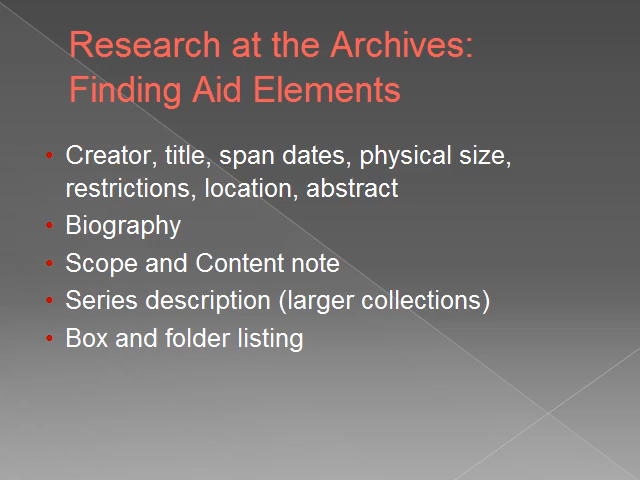 Research at the Archives:
Finding Aid Elements
• Creator, title, span dates, physical size,
restrictions, location, abstract
• Biography
• Scope and Content note
• Series description (larger collections)
• Box and folder listing